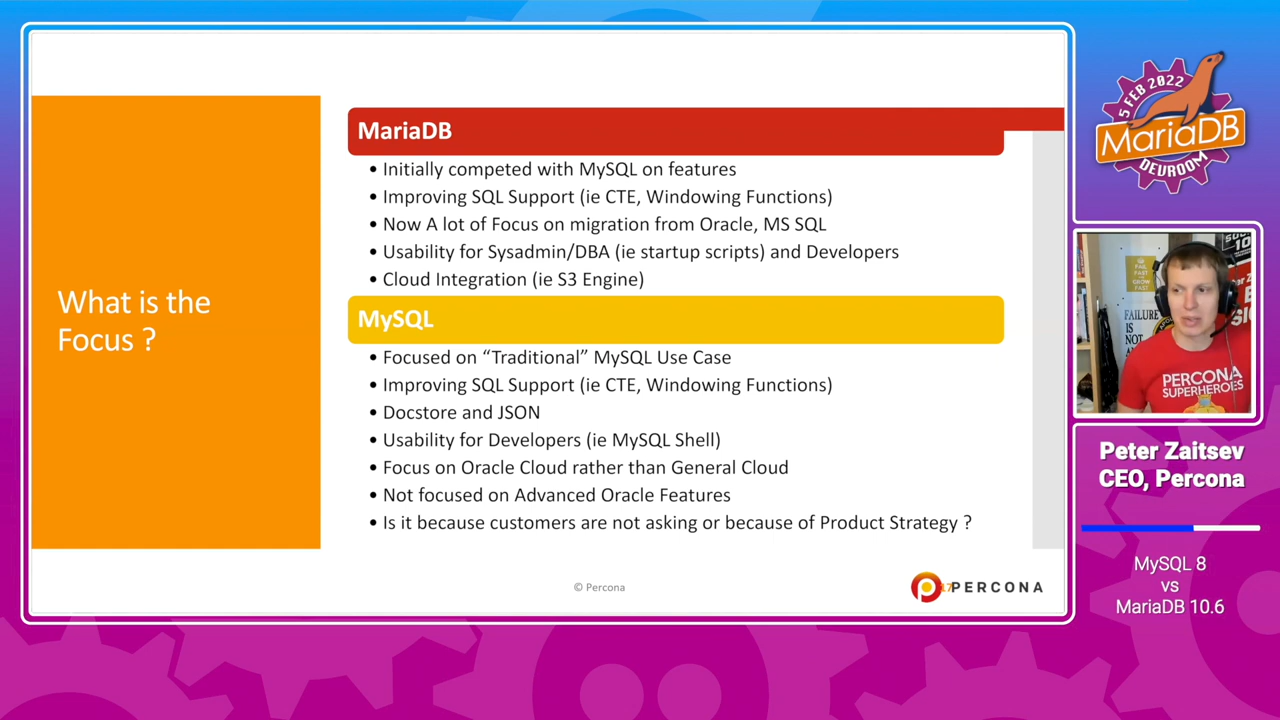 What is the
Focus ?
MariaDB
• Initially competed with MySQL on features
• Improving SQL Support (ie CTE, Windowing Functions)
• Now A lot of Focus on migration from Oracle, MS SQL
• Usability for Sysadmin/DBA (ie startup scripts) and Developers
• Cloud Integration (ie S3 Engine)
MySQL
• Focused on “Traditional” MySQL Use Case
• Improving SQL Support (ie CTE, Windowing Functions)
• Docstore and JSON
• Usability for Developers (ie MySQL Shell)
• Focus on Oracle Cloud rather than General Cloud
• Not focused on Advanced Oracle Features
• Is it because customers are not asking or because of Product Strategy ?
© Percona
17
PERCONA
5 FEB 2022
MariaDB
DEVROOM
FAIL
FAST
GROW
FAST
FAILURE
IS
NOT
PERCONA
SUPERHEROES
Peter Zaitsev
CEO, Percona
MySQL 8
vs
MariaDB 10.6